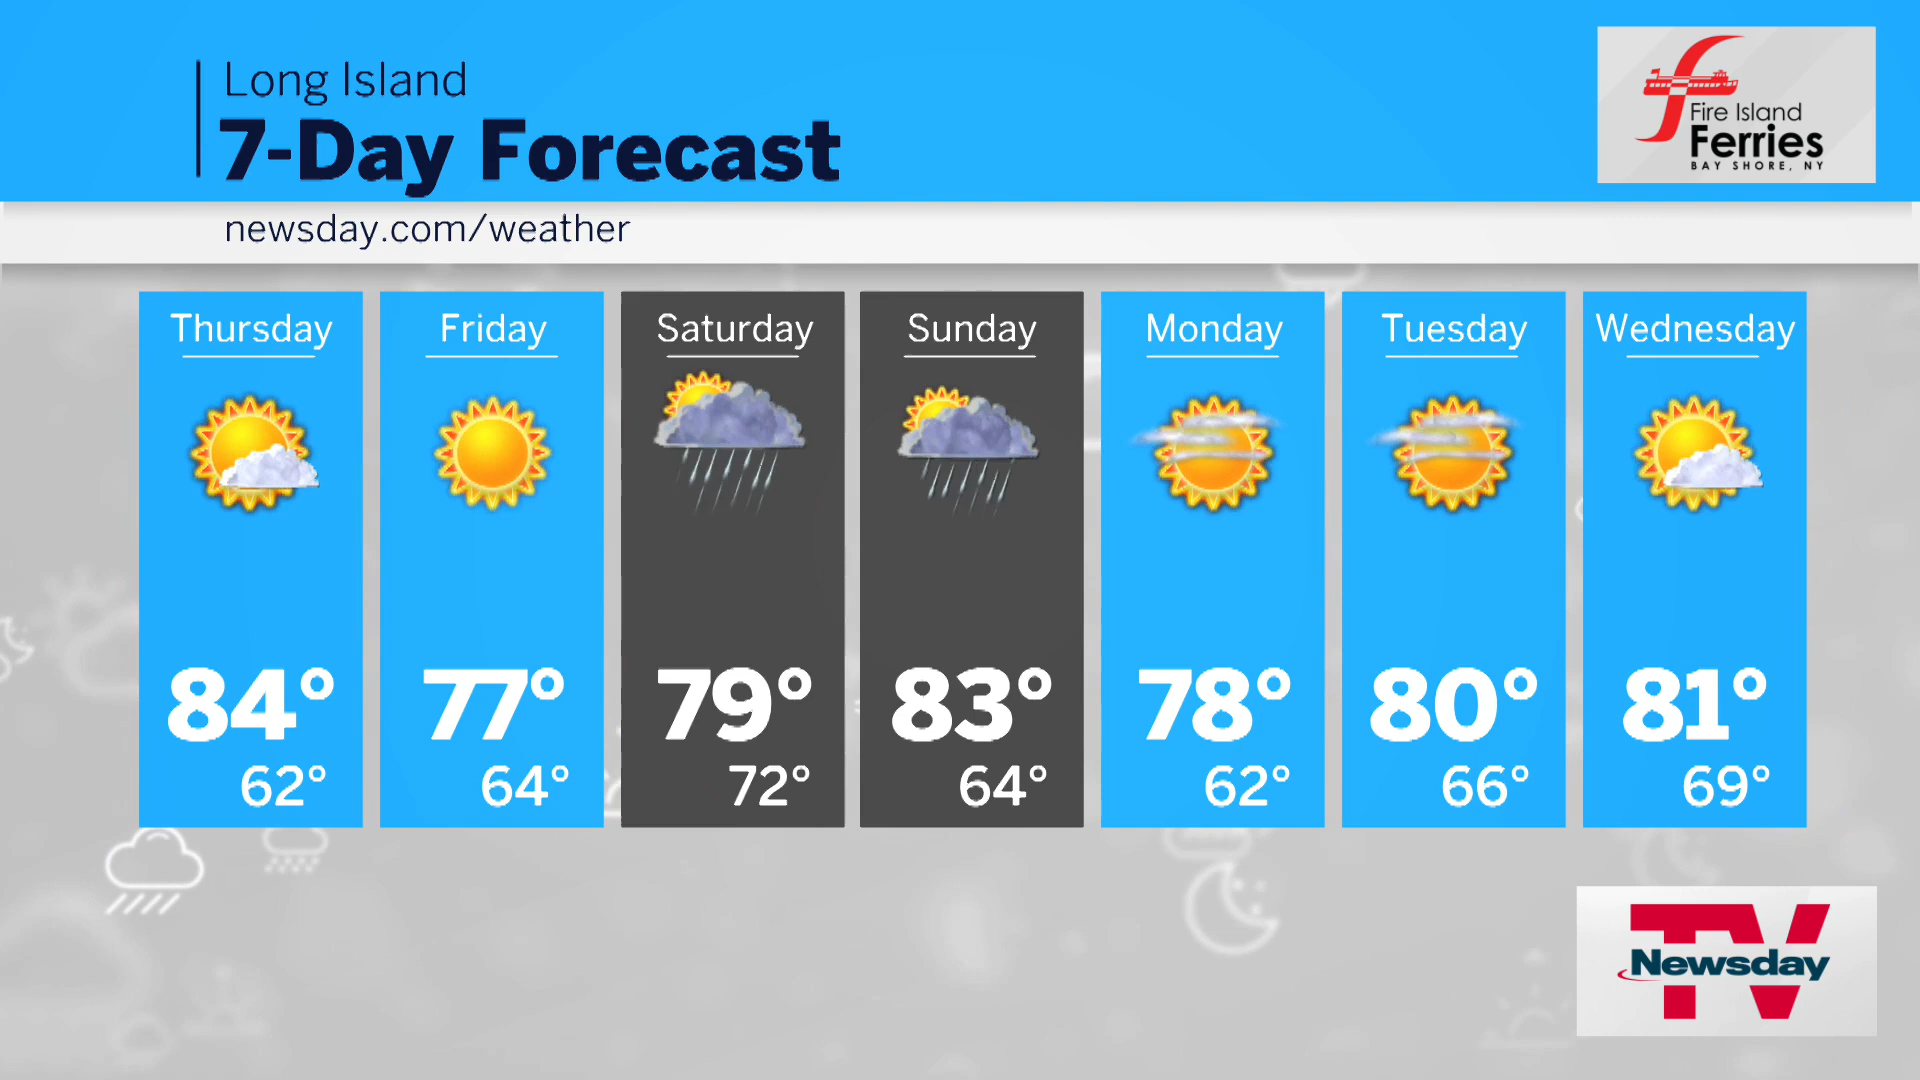 Long Island
7-Day Forecast
newsday.com/weather
Fire Island
Ferries
BAY SHORE, NY
Thursday
84°
62°
Friday
77°
64°
Saturday
79°
72°
Sunday
83°
64°
Monday
78°
62°
Tuesday
80°
66°
Wednesday
81°
69°
TV
Newsday